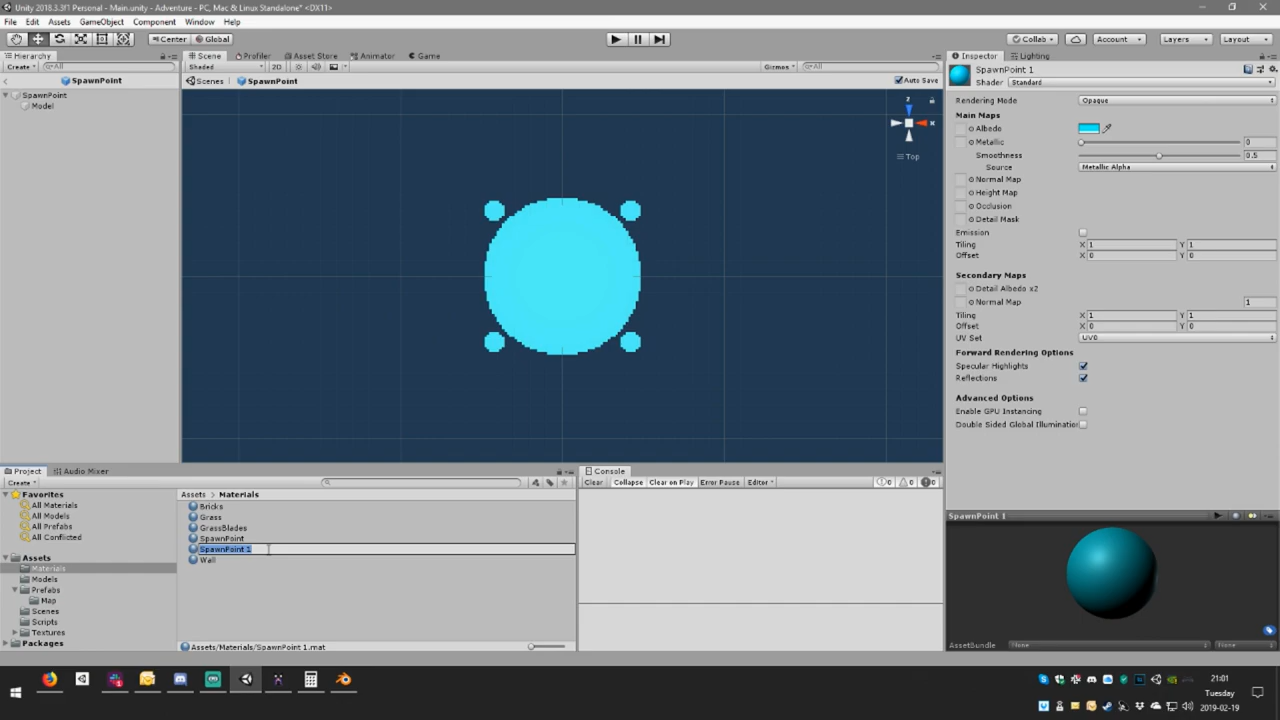 Unity 2018.3.3f1 Personal - Main.unity - Adventure - PC, Mac & Linux Standalone* <DX11>
File Edit Assets GameObject Component Window Help
Center Global Collab Account Layers Layout
Hierarchy Scene Profiler Asset Store Animator Game Inspector Lighting
Create All Shaded 2D Gizmos All
SpawnPoint 1
Shader Standard
SpawnPoint Scenes SpawnPoint Auto Save
SpawnPoint
Model
z
x
Top
Rendering Mode Opaque
Main Maps
Albedo
Metallic 0
Smoothness 0.5
Source Metallic Alpha
Normal Map
Height Map
Occlusion
Detail Mask
Emission
Tiling X 1 Y 1
Offset X 0 Y 0
Secondary Maps
Detail Albedo x2
Normal Map 1
Tiling X 1 Y 1
Offset X 0 Y 0
UV Set UV0
Forward Rendering Options
Specular Highlights
Reflections
Advanced Options
Enable GPU Instancing
Double Sided Global Illuminatio
Project Audio Mixer Console
Create Clear Collapse Clear on Play Error Pause Editor 0 0 0
Favorites
All Materials
All Models
All Prefabs
All Conflicted
Assets
Materials
Models
Prefabs
Map
Scenes
Scripts
Textures
Packages
Assets > Materials
Bricks
Grass
GrassBlades
SpawnPoint
SpawnPoint 1
Wall
Assets/Materials/SpawnPoint 1.mat
SpawnPoint 1
AssetBundle None None
21:01
Tuesday
2019-02-19